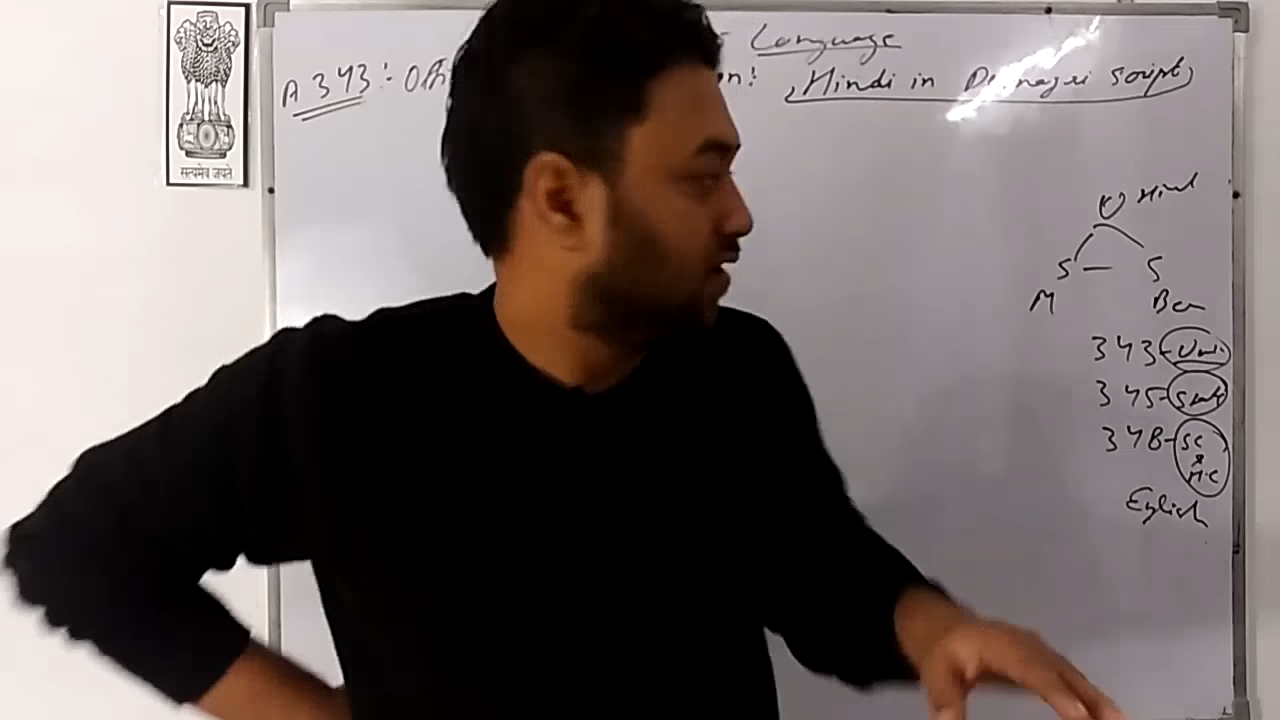 Language
A 343:- Offi on: Hindi in Devnagri script
सत्यमेव जयते
U Hind
S — S
M Ben
343 - Uni
345 - State
348 - SC
& H.C
English